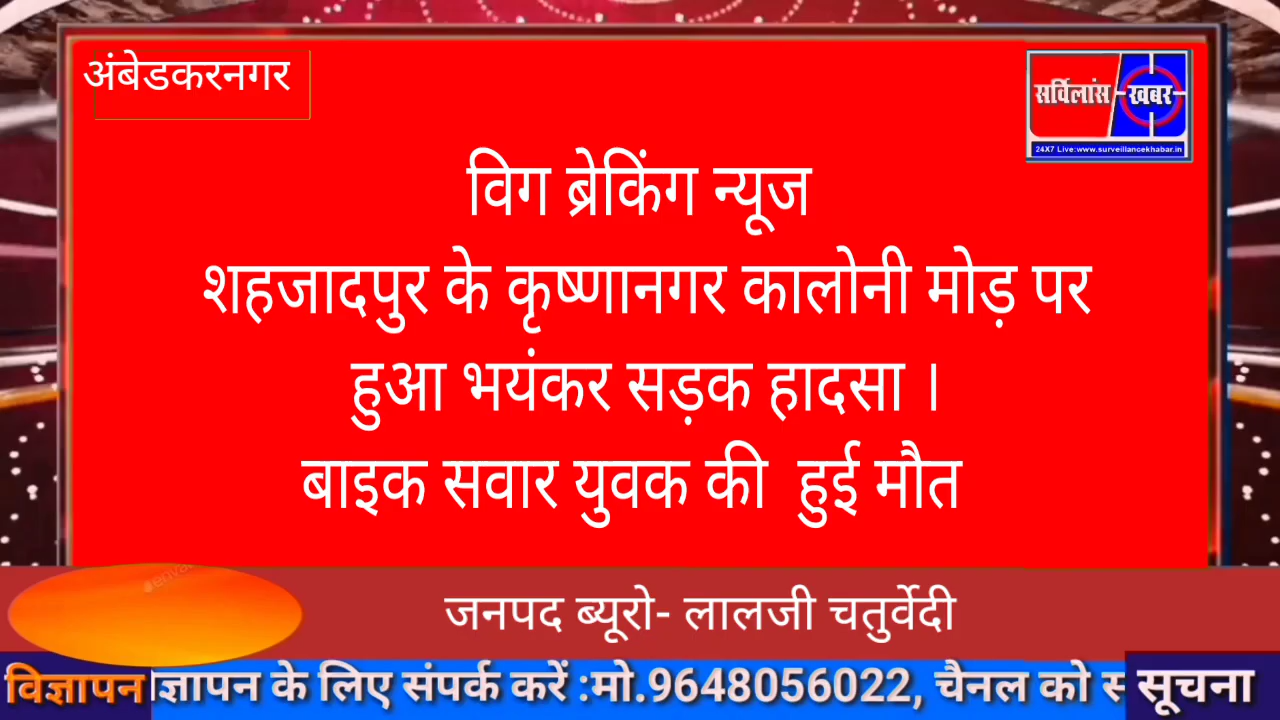 अंबेडकरनगर
सर्विलांस खबर
24X7 Live:www.surveillancekhabar.in
विग ब्रेकिंग न्यूज
शहजादपुर के कृष्णानगर कालोनी मोड़ पर
हुआ भयंकर सड़क हादसा ।
बाइक सवार युवक की हुई मौत
जनपद ब्यूरो- लालजी चतुर्वेदी
विज्ञापन ज्ञापन के लिए संपर्क करें :मो.9648056022, चैनल को सूचना